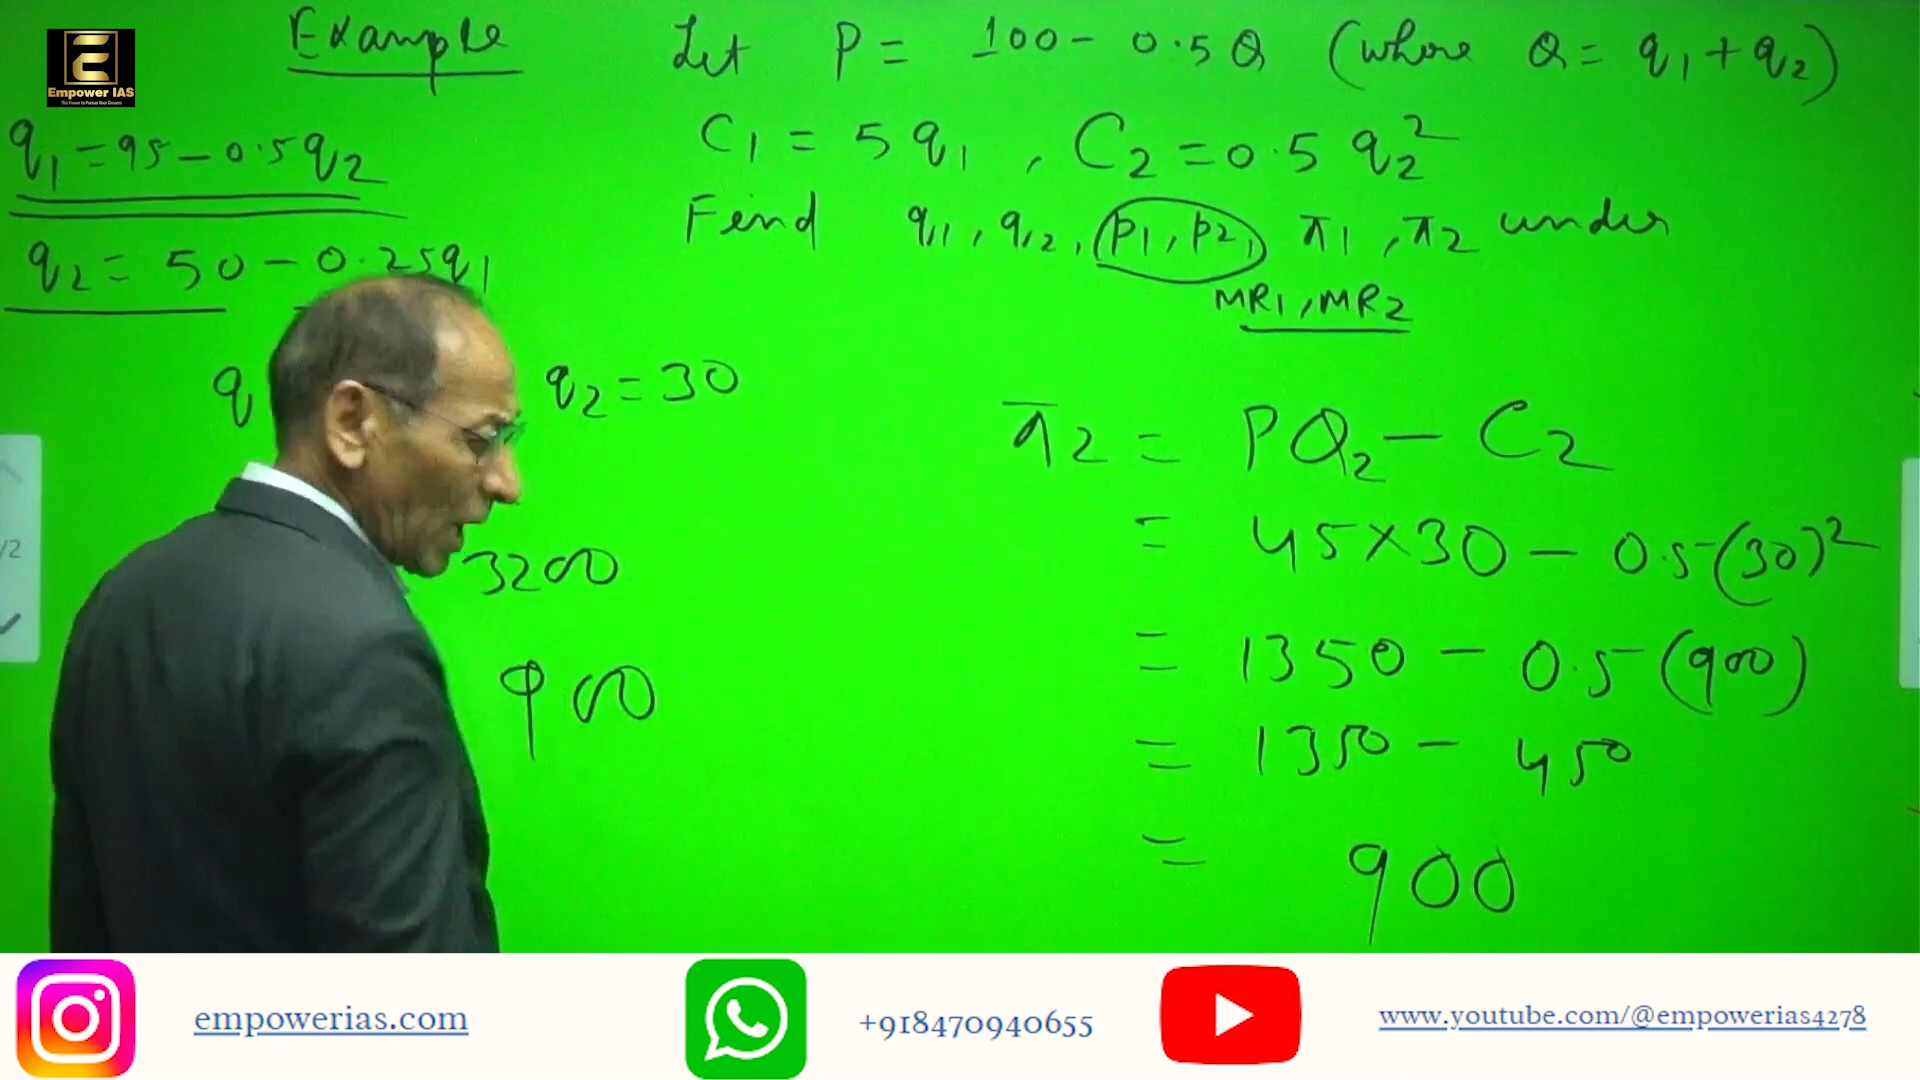 Example Let P = 100 - 0.5Q (where Q = q1 + q2)
Empower IAS
q1 = 95 - 0.5q2
C1 = 5q1 , C2 = 0.5 q2²
Find q1, q2, p1, p2, π1, π2 under
q2 = 50 - 0.25q1
MR1, MR2
q q2 = 30
π2 = PQ2 - C2
= 45×30 - 0.5(30)²
3200
= 1350 - 0.5(900)
900
= 1350 - 450
= 900
/2
empowerias.com
+918470940655
www.youtube.com/@empowerias4278